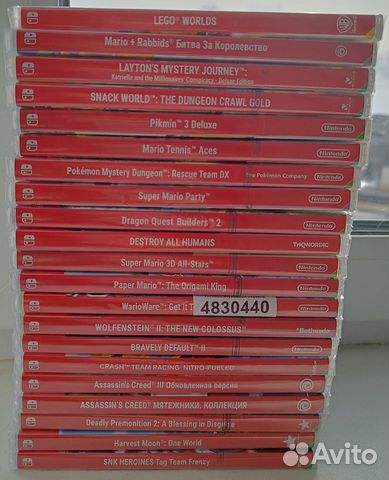 LEGO® WORLDS
Mario + Rabbids® Битва За Королевство
LAYTON'S MYSTERY JOURNEY™:
Katrielle and the Millionaires' Conspiracy - Deluxe Edition
SNACK WORLD™: THE DUNGEON CRAWL GOLD
Pikmin™ 3 Deluxe Nintendo
Mario Tennis™ Aces Nintendo
Pokémon Mystery Dungeon™: Rescue Team DX The Pokémon Company Nintendo
Super Mario Party™ Nintendo
Dragon Quest Builders™ 2 Nintendo
DESTROY ALL HUMANS THQNORDIC
Super Mario 3D All-Stars™ Nintendo
Paper Mario™: The Origami King Nintendo
WarioWare™: Get It Nintendo
4830440
WOLFENSTEIN® II: THE NEW COLOSSUS™ Bethesda
BRAVELY DEFAULT™ II Nintendo
CRASH™ TEAM RACING NITRO-FUELED
Assassin's Creed® III Обновленная версия
ASSASSIN'S CREED® МЯТЕЖНИКИ. КОЛЛЕКЦИЯ
Deadly Premonition 2: A Blessing in Disguise
Harvest Moon®: One World
SNK HEROINES Tag Team Frenzy
Avito